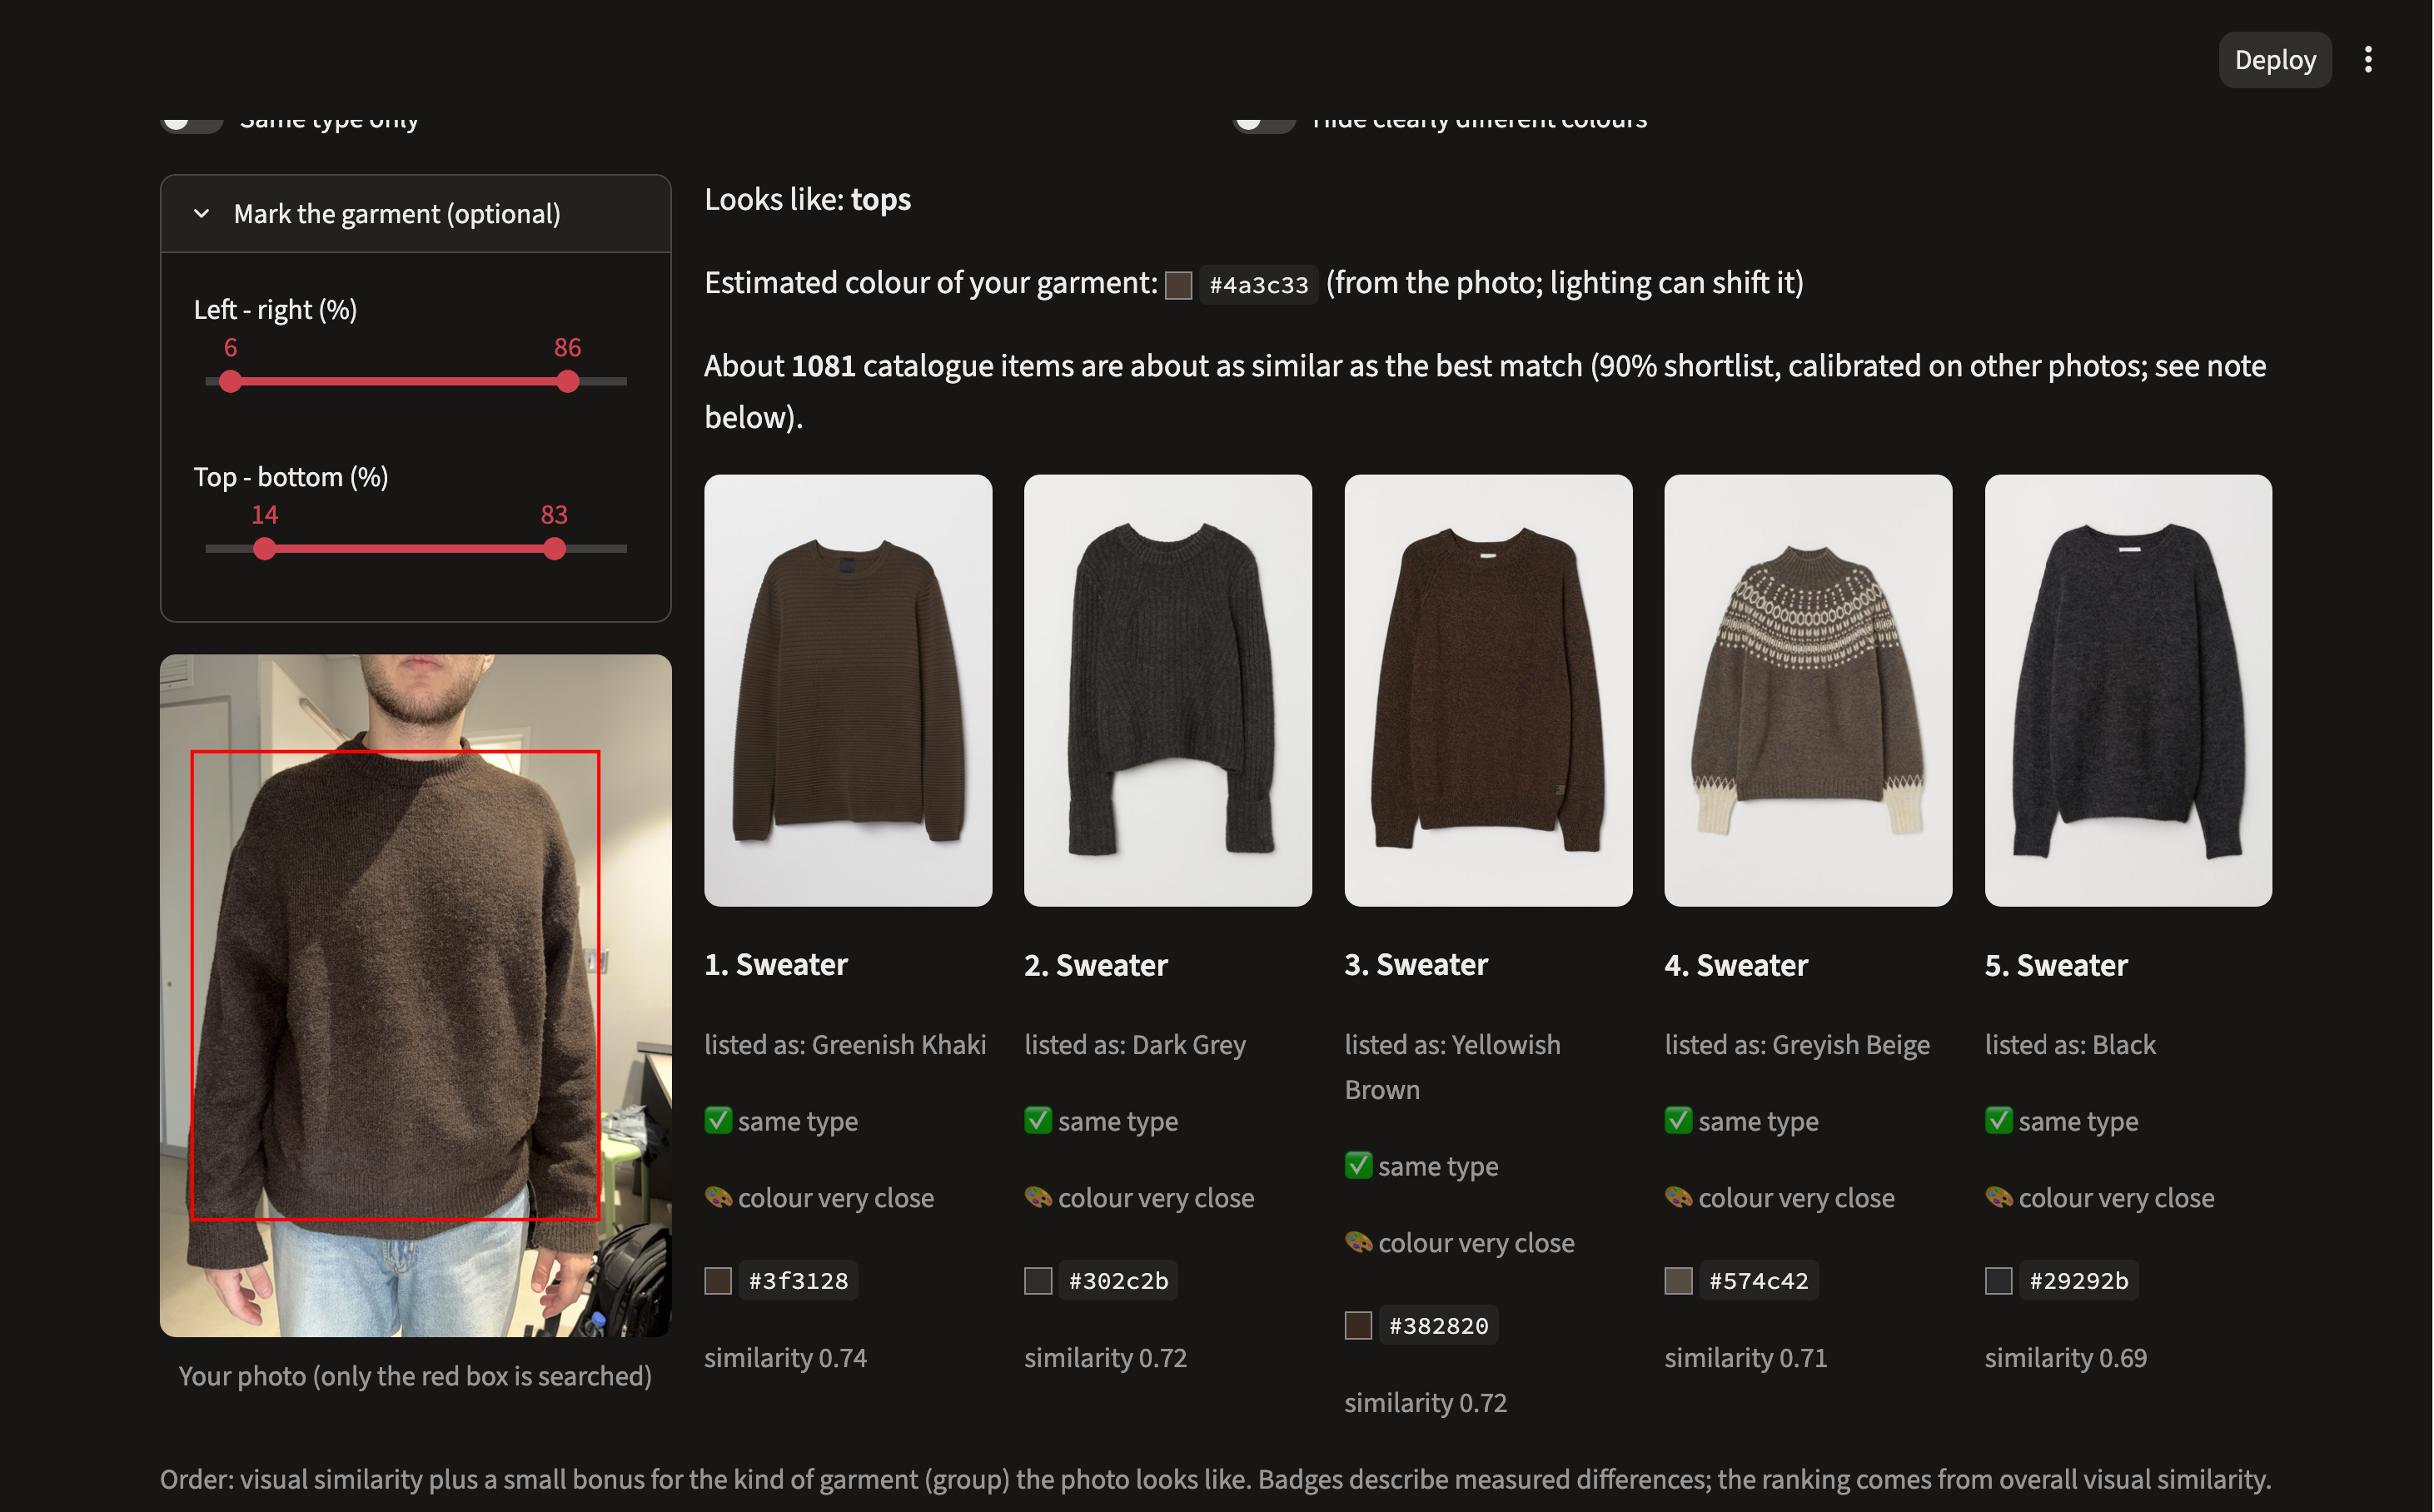 Deploy
Same type only
Hide clearly different colours
Mark the garment (optional)
Left - right (%)
6
86
Top - bottom (%)
14
83
Your photo (only the red box is searched)
Looks like: tops
Estimated colour of your garment: #4a3c33 (from the photo; lighting can shift it)
About 1081 catalogue items are about as similar as the best match (90% shortlist, calibrated on other photos; see note
below).
1. Sweater
listed as: Greenish Khaki
✅ same type
🎨 colour very close
#3f3128
similarity 0.74
2. Sweater
listed as: Dark Grey
✅ same type
🎨 colour very close
#302c2b
similarity 0.72
3. Sweater
listed as: Yellowish
Brown
✅ same type
🎨 colour very close
#382820
similarity 0.72
4. Sweater
listed as: Greyish Beige
✅ same type
🎨 colour very close
#574c42
similarity 0.71
5. Sweater
listed as: Black
✅ same type
🎨 colour very close
#29292b
similarity 0.69
Order: visual similarity plus a small bonus for the kind of garment (group) the photo looks like. Badges describe measured differences; the ranking comes from overall visual similarity.